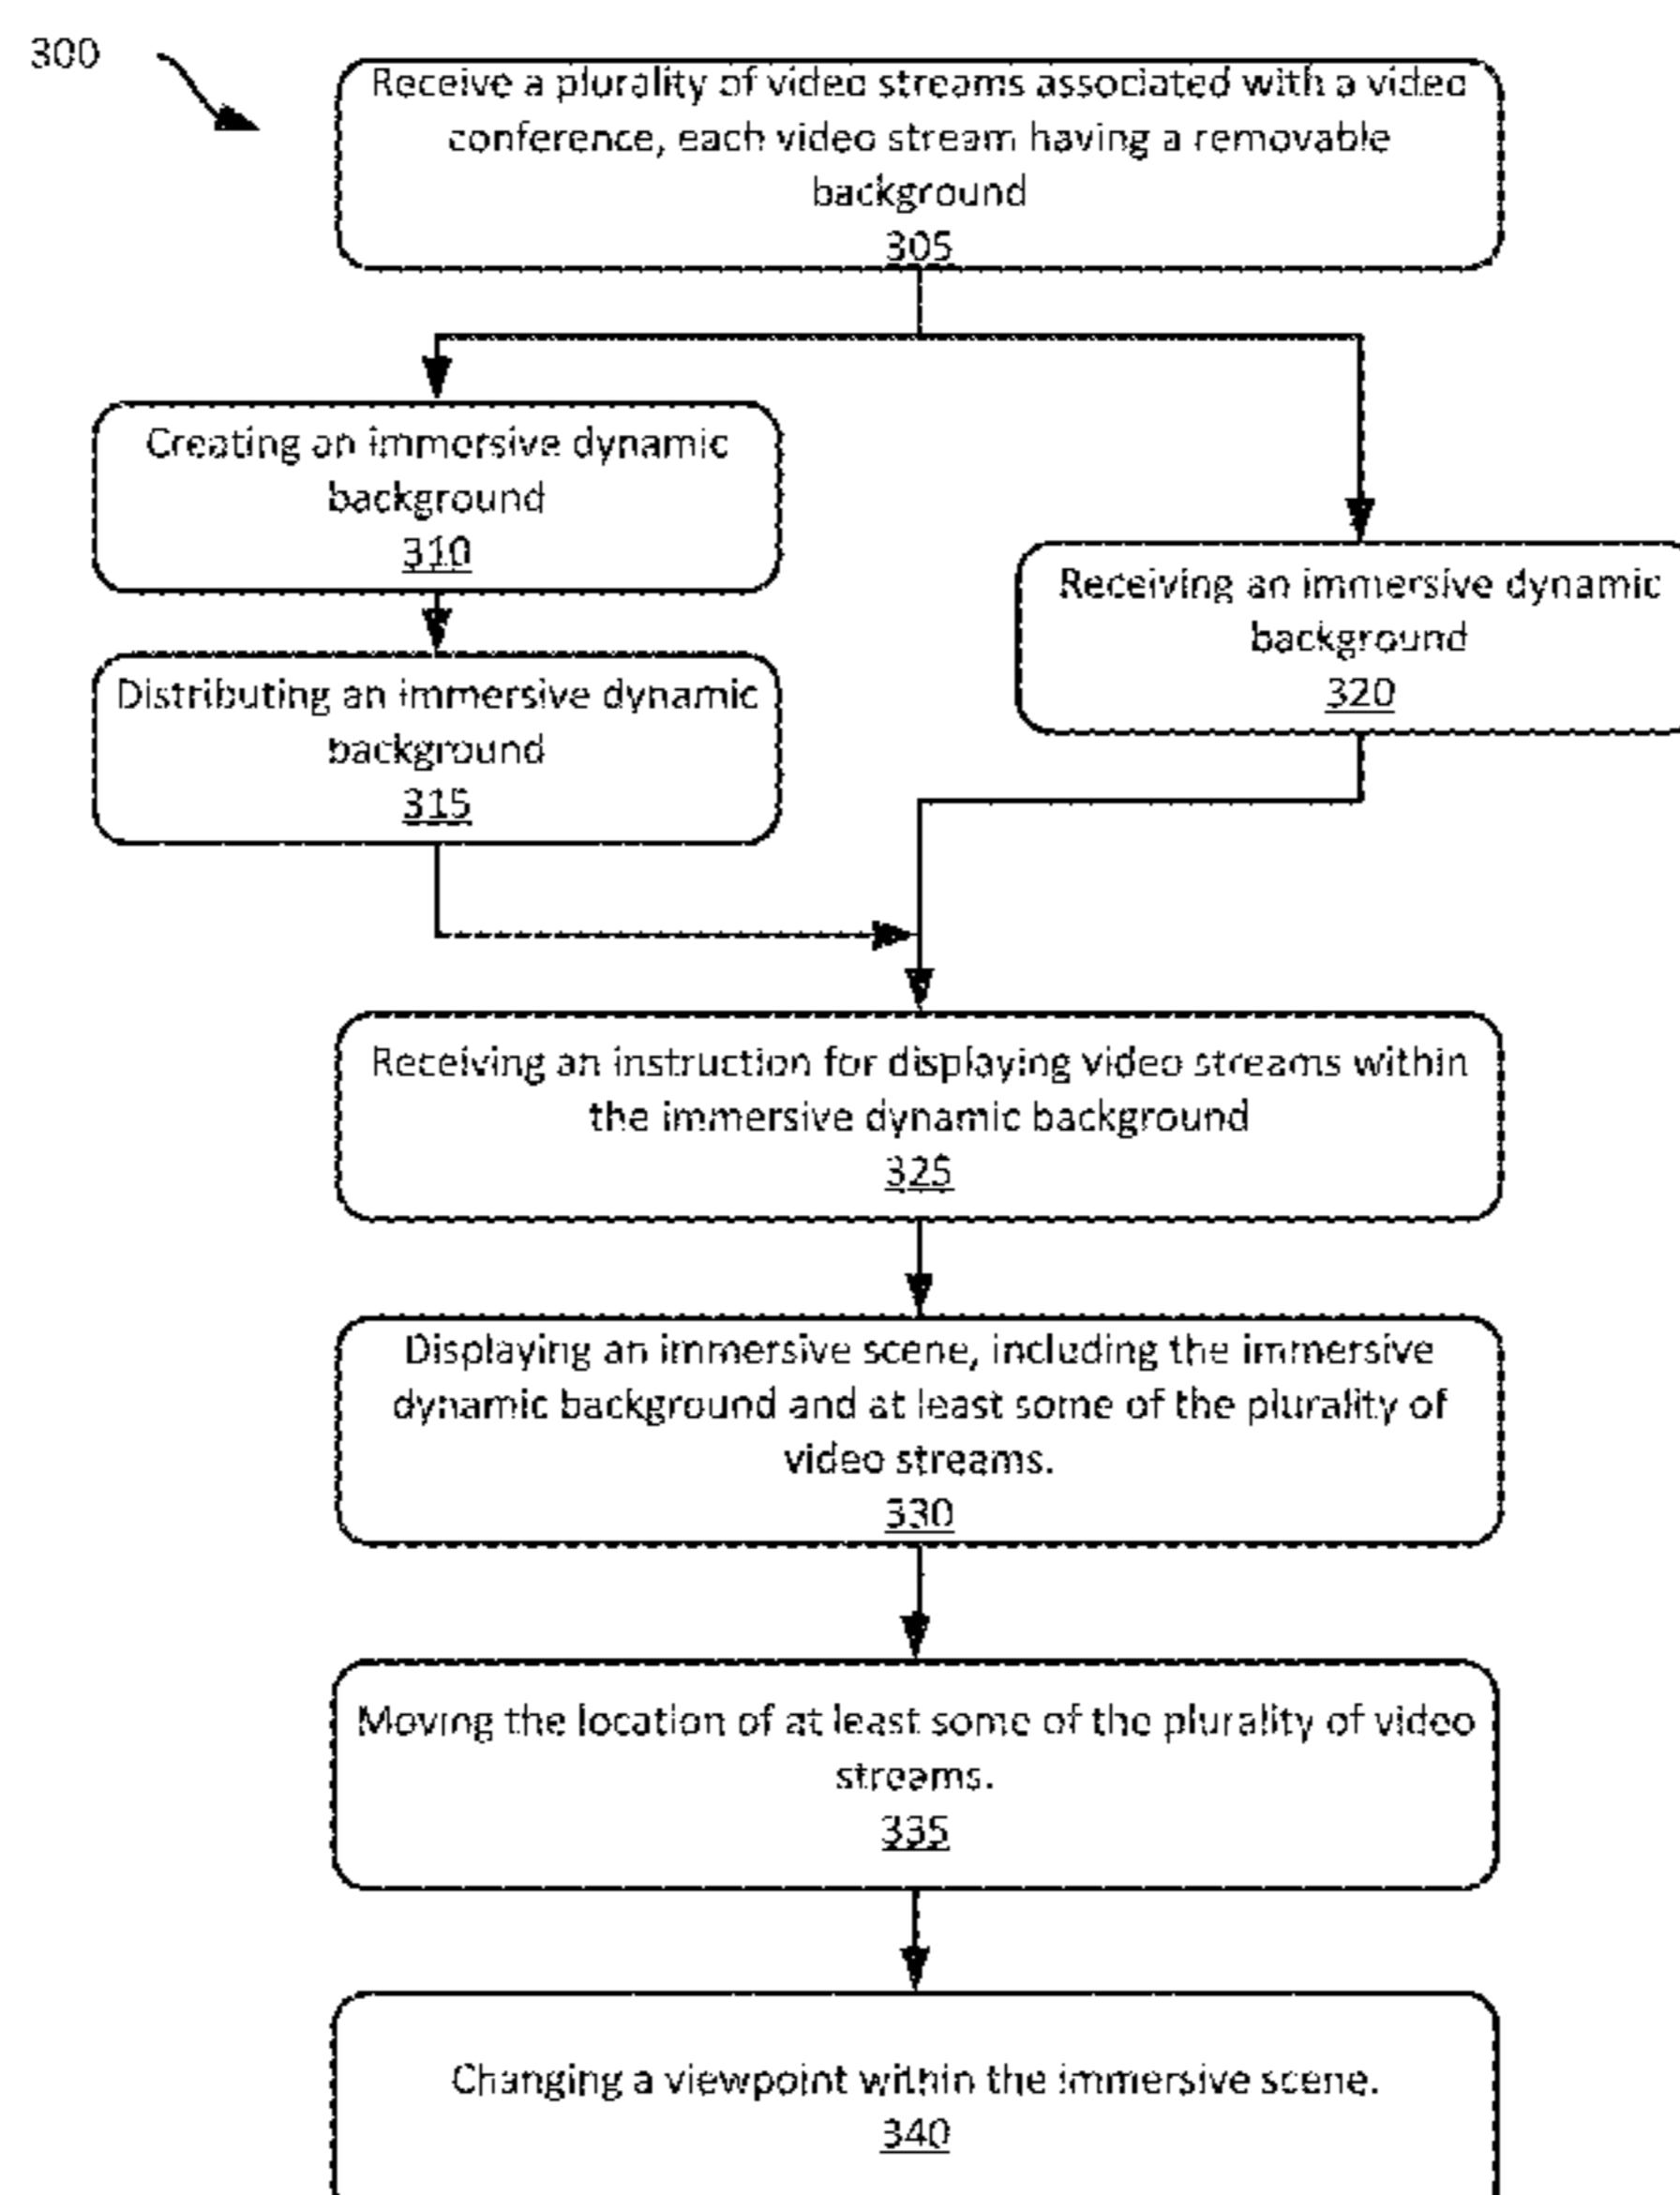 300
Receive a plurality of video streams associated with a video
conference, each video stream having a removable
background
305
Creating an immersive dynamic
background
310
Receiving an immersive dynamic
background
320
Distributing an immersive dynamic
background
315
Receiving an instruction for displaying video streams within
the immersive dynamic background
325
Displaying an immersive scene, including the immersive
dynamic background and at least some of the plurality of
video streams.
330
Moving the location of at least some of the plurality of video
streams.
335
Changing a viewpoint within the immersive scene.
340